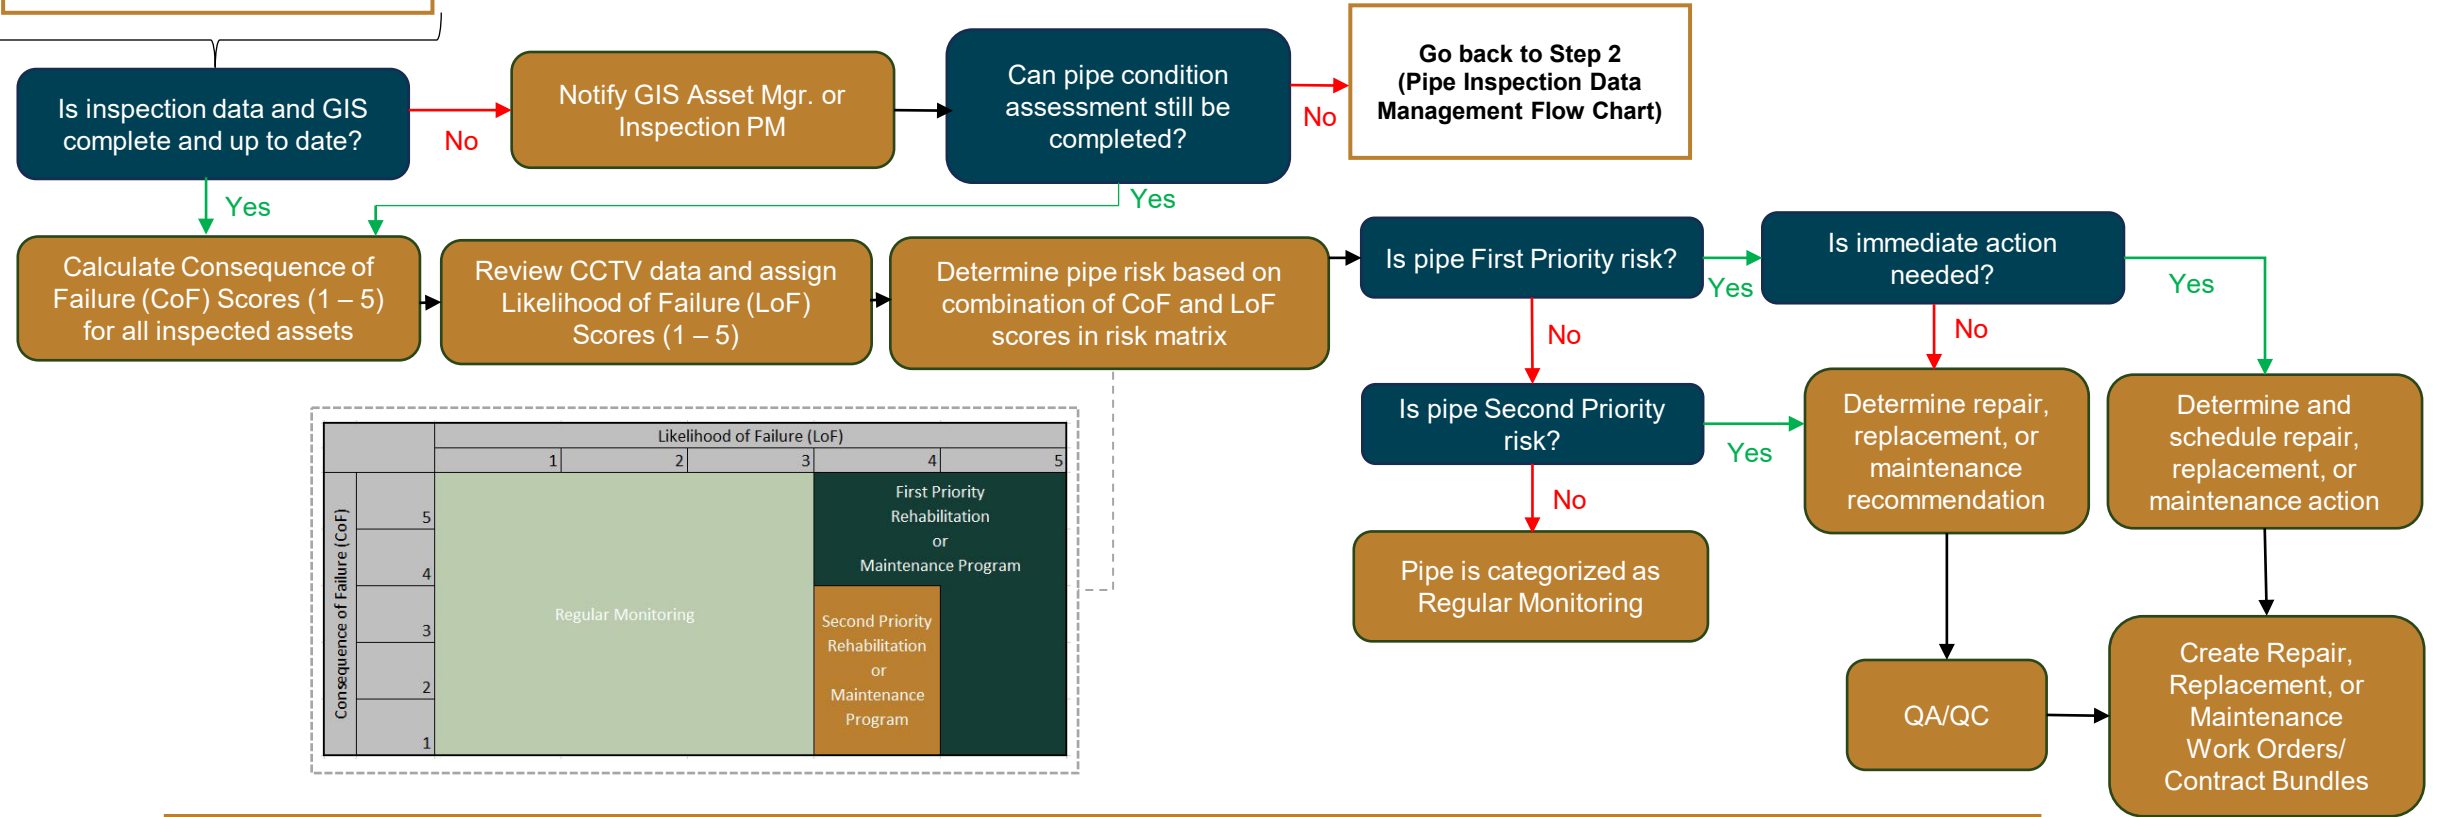 Is inspection data and GIS
complete and up to date?
No
Notify GIS Asset Mgr. or
Inspection PM
Can pipe condition
assessment still be
completed?
No
Go back to Step 2
(Pipe Inspection Data
Management Flow Chart)
Yes
Yes
Calculate Consequence of
Failure (CoF) Scores (1 – 5)
for all inspected assets
Review CCTV data and assign
Likelihood of Failure (LoF)
Scores (1 – 5)
Determine pipe risk based on
combination of CoF and LoF
scores in risk matrix
Is pipe First Priority risk?
Yes
Is immediate action
needed?
Yes
No
No
Is pipe Second Priority
risk?
Yes
No
Determine repair,
replacement, or
maintenance
recommendation
Determine and
schedule repair,
replacement, or
maintenance action
Pipe is categorized as
Regular Monitoring
QA/QC
Create Repair,
Replacement, or
Maintenance
Work Orders/
Contract Bundles
Likelihood of Failure (LoF)
1 2 3 4 5
Consequence of Failure (CoF)
5
4
3
2
1
Regular Monitoring
First Priority
Rehabilitation
or
Maintenance Program
Second Priority
Rehabilitation
or
Maintenance
Program